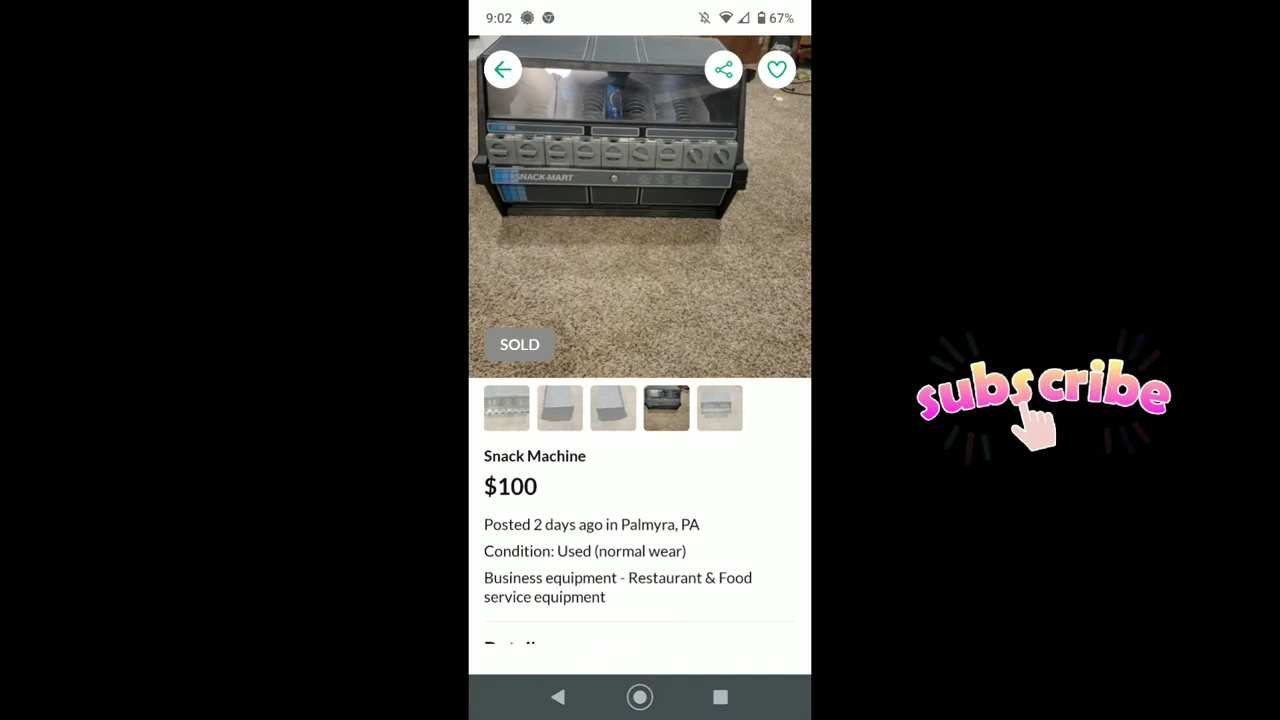 9:02
67%
SNACK-MART
SOLD
Snack Machine
$100
Posted 2 days ago in Palmyra, PA
Condition: Used (normal wear)
Business equipment - Restaurant & Food
service equipment
subscribe